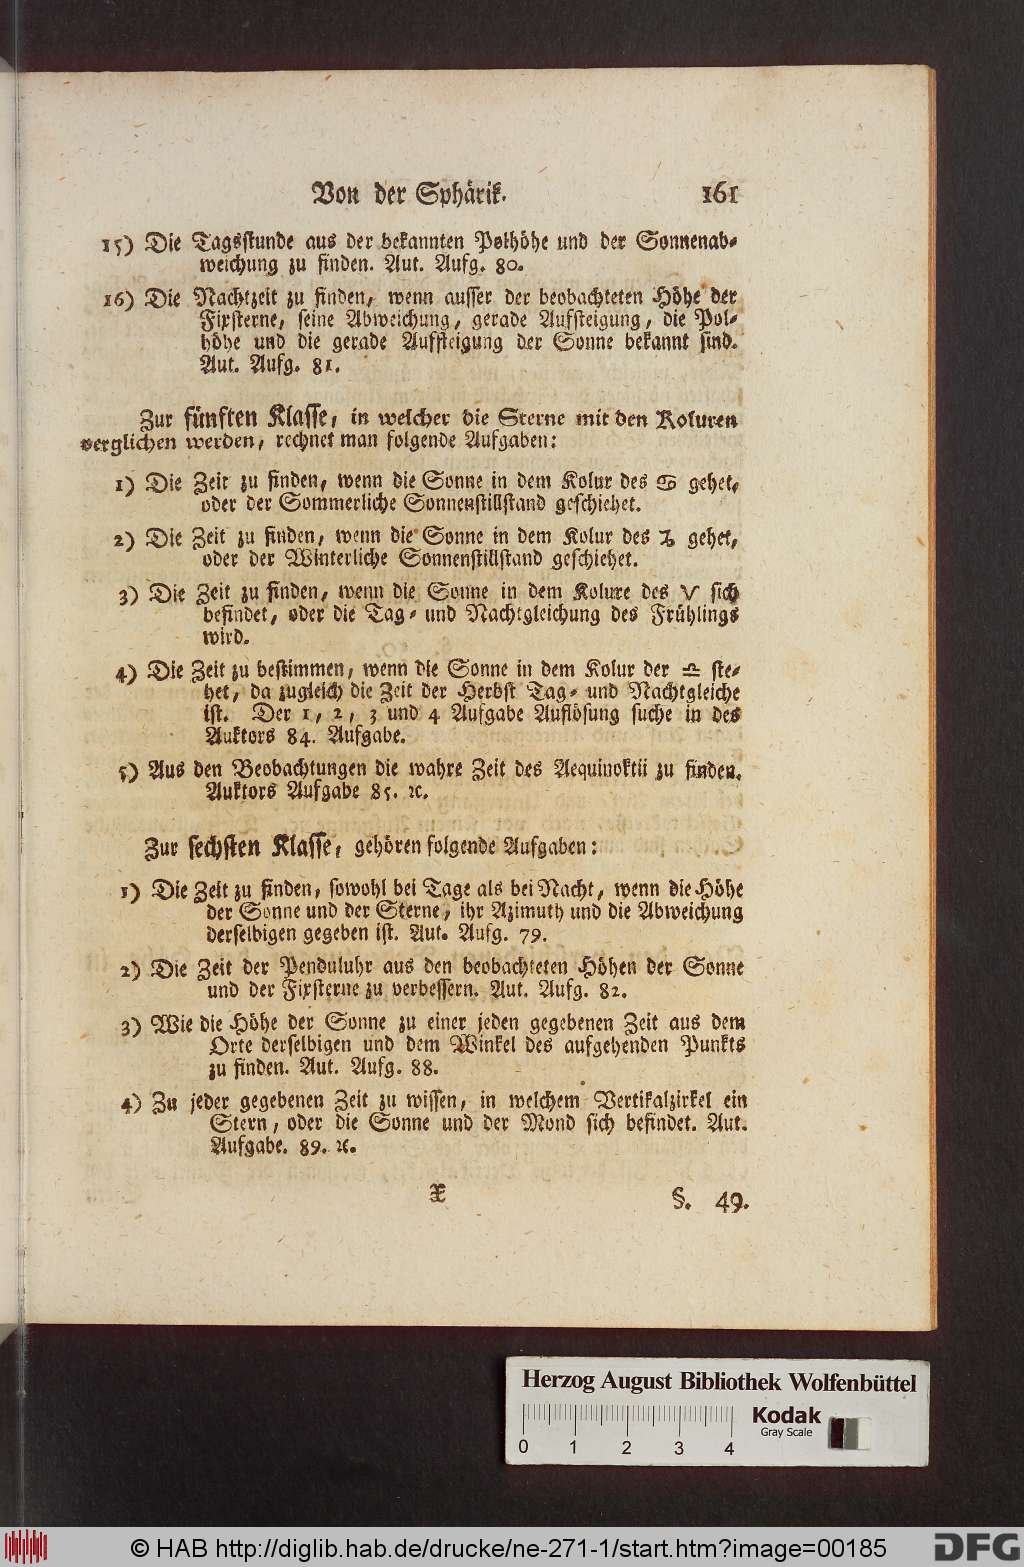 Von der Sphärik. 161
15) Die Tagsstunde aus der bekannten Polhöhe und der Sonnenab-
weichung zu finden. Aut. Aufg. 80.
16) Die Nachtzeit zu finden, wenn ausser der beobachteten Höhe der
Fixsterne, seine Abweichung, gerade Aufsteigung, die Pol-
höhe und die gerade Aufsteigung der Sonne bekannt sind.
Aut. Aufg. 81.
Zur fünften Klasse, in welcher die Sterne mit den Koluren
verglichen werden, rechnet man folgende Aufgaben:
1) Die Zeit zu finden, wenn die Sonne in dem Kolur des ♋ gehet,
oder der Sommerliche Sonnenstillstand geschiehet.
2) Die Zeit zu finden, wenn die Sonne in dem Kolur des ♑ gehet,
oder der Winterliche Sonnenstillstand geschiehet.
3) Die Zeit zu finden, wenn die Sonne in dem Kolure des ♈ sich
befindet, oder die Tag- und Nachtgleichung des Frühlings
wird.
4) Die Zeit zu bestimmen, wenn die Sonne in dem Kolur der ♎ ste-
het, da zugleich die Zeit der Herbst Tag- und Nachtgleiche
ist. Der 1, 2, 3 und 4 Aufgabe Auflösung suche in des
Auktors 84. Aufgabe.
5) Aus den Beobachtungen die wahre Zeit des Aequinoktii zu finden.
Auktors Aufgabe 85. ꝛc.
Zur sechsten Klasse, gehören folgende Aufgaben:
1) Die Zeit zu finden, sowohl bei Tage als bei Nacht, wenn die Höhe
der Sonne und der Sterne, ihr Azimuth und die Abweichung
derselbigen gegeben ist. Aut. Aufg. 79.
2) Die Zeit der Penduluhr aus den beobachteten Höhen der Sonne
und der Fixsterne zu verbessern. Aut. Aufg. 82.
3) Wie die Höhe der Sonne zu einer jeden gegebenen Zeit aus dem
Orte derselbigen und dem Winkel des aufgehenden Punkts
zu finden. Aut. Aufg. 88.
4) Zu jeder gegebenen Zeit zu wissen, in welchem Vertikalzirkel ein
Stern, oder die Sonne und der Mond sich befindet. Aut.
Aufgabe. 89. ꝛc.
X §. 49.
Herzog August Bibliothek Wolfenbüttel
0 1 2 3 4
Kodak
Gray Scale
© HAB http://diglib.hab.de/drucke/ne-271-1/start.htm?image=00185
DFG